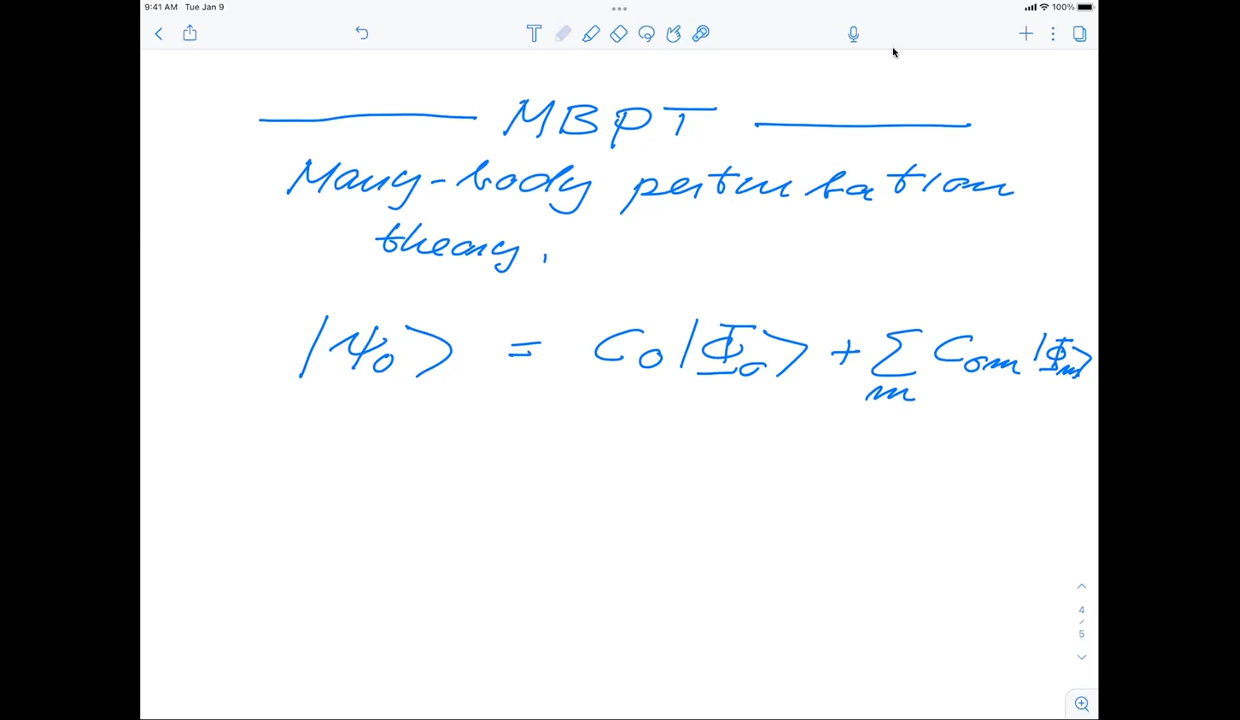 9:41 AM Tue Jan 9
100%
MBPT
Many-body perturbation
theory.
|Ψ₀⟩ = C₀|Φ₀⟩ + ∑ₘ C₀ₘ|Φₘ⟩
4
/
5